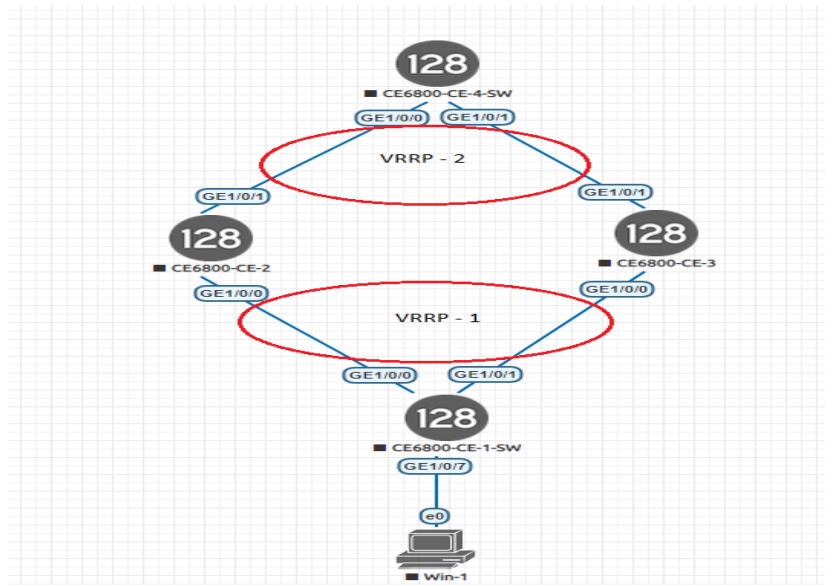 128
CE6800-CE-4-SW
GE1/0/0 GE1/0/1
VRRP - 2
GE1/0/1 GE1/0/1
128 128
CE6800-CE-2 CE6800-CE-3
GE1/0/0 GE1/0/0
VRRP - 1
GE1/0/0 GE1/0/1
128
CE6800-CE-1-SW
GE1/0/7
e0
Win-1